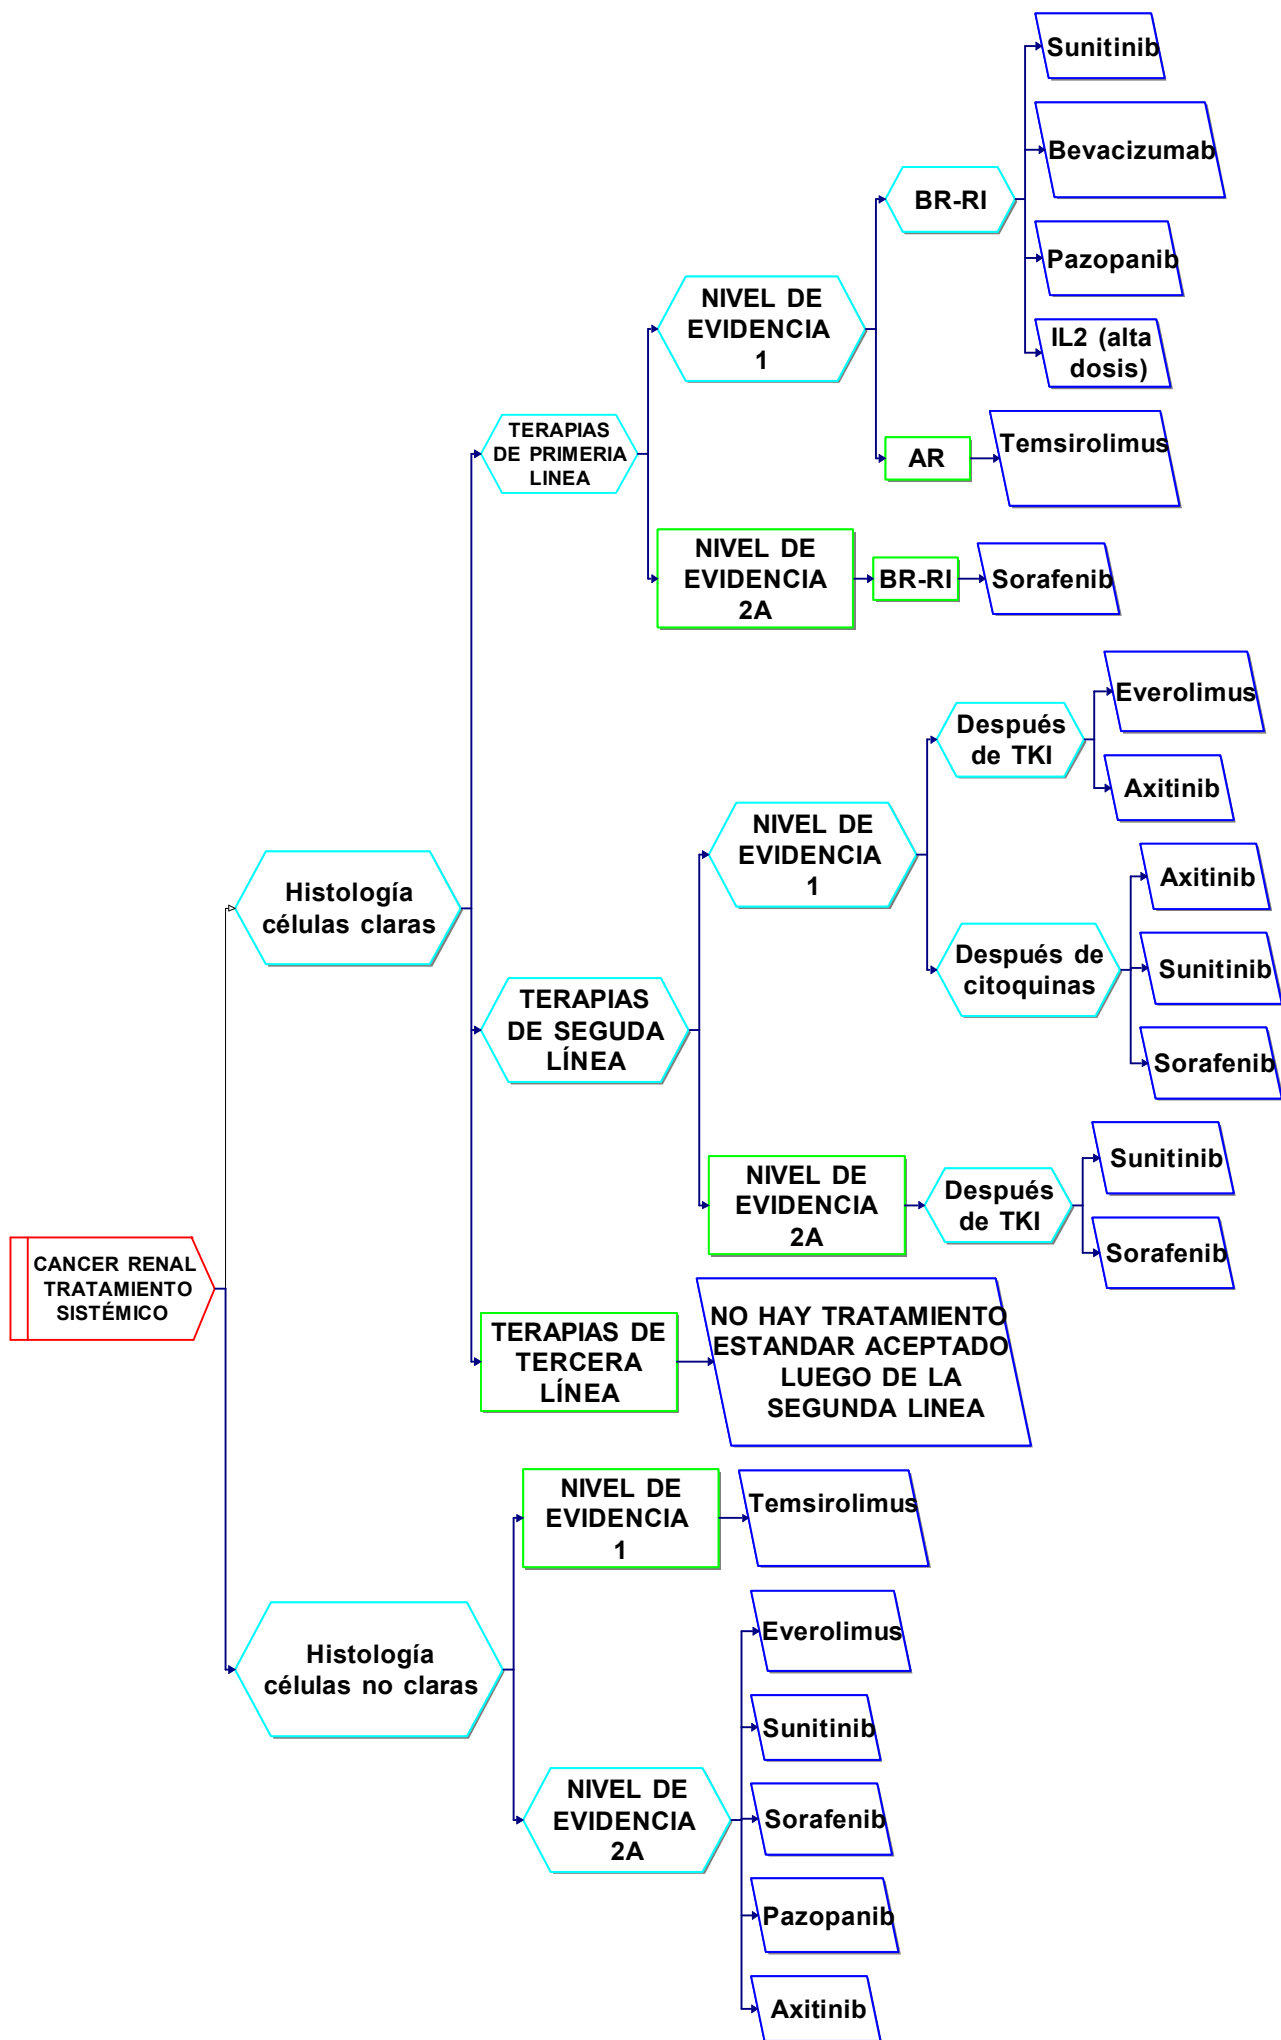 CANCER RENAL
TRATAMIENTO
SISTÉMICO
Histología
células claras
TERAPIAS
DE PRIMERIA
LINEA
NIVEL DE
EVIDENCIA
1
BR-RI
Sunitinib
Bevacizumab
Pazopanib
IL2 (alta
dosis)
AR
Temsirolimus
NIVEL DE
EVIDENCIA
2A
BR-RI
Sorafenib
TERAPIAS
DE SEGUDA
LÍNEA
NIVEL DE
EVIDENCIA
1
Después
de TKI
Everolimus
Axitinib
Después de
citoquinas
Axitinib
Sunitinib
Sorafenib
NIVEL DE
EVIDENCIA
2A
Después
de TKI
Sunitinib
Sorafenib
TERAPIAS DE
TERCERA
LÍNEA
NO HAY TRATAMIENTO
ESTANDAR ACEPTADO
LUEGO DE LA
SEGUNDA LINEA
Histología
células no claras
NIVEL DE
EVIDENCIA
1
Temsirolimus
NIVEL DE
EVIDENCIA
2A
Everolimus
Sunitinib
Sorafenib
Pazopanib
Axitinib